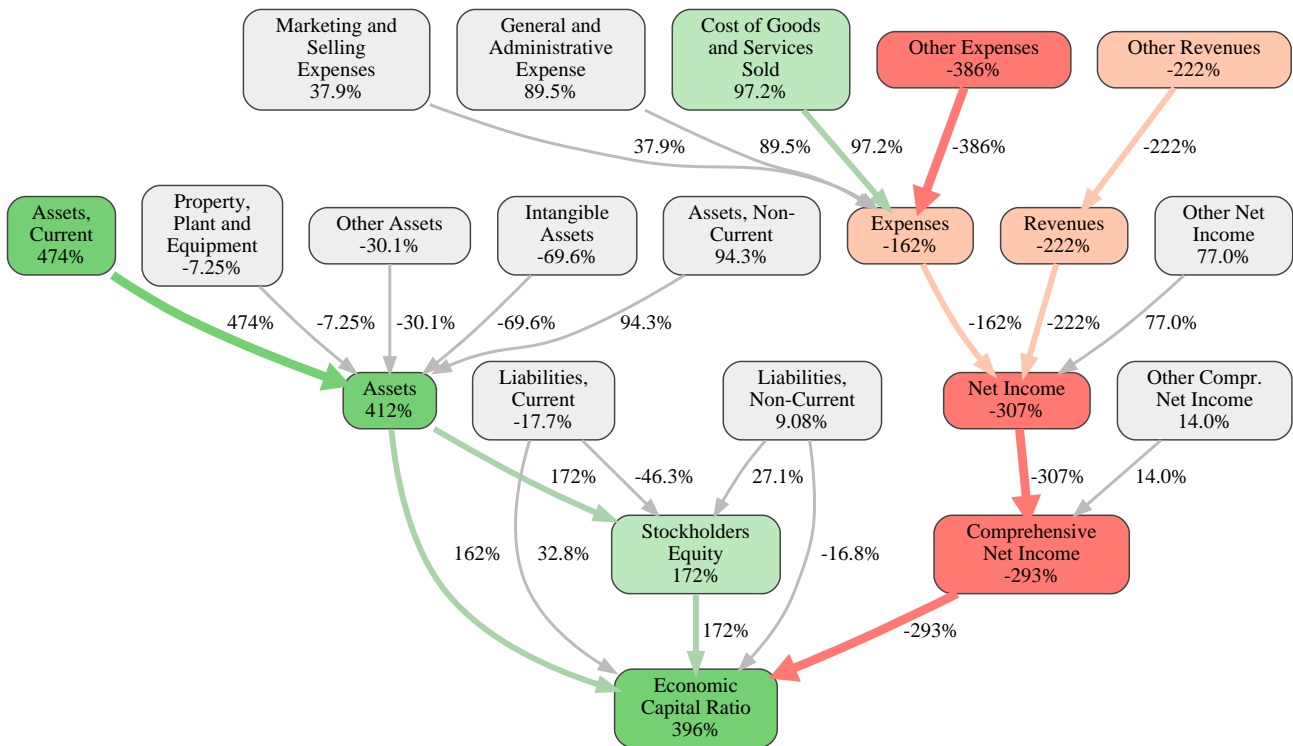 Marketing and
Selling
Expenses
37.9%
General and
Administrative
Expense
89.5%
Cost of Goods
and Services
Sold
97.2%
Other Expenses
-386%
Other Revenues
-222%
37.9%
89.5%
97.2%
-386%
-222%
Assets,
Current
474%
Property,
Plant and
Equipment
-7.25%
Other Assets
-30.1%
Intangible
Assets
-69.6%
Assets, Non-
Current
94.3%
Expenses
-162%
Revenues
-222%
Other Net
Income
77.0%
474%
-7.25%
-30.1%
-69.6%
94.3%
-162%
-222%
77.0%
Assets
412%
Liabilities,
Current
-17.7%
Liabilities,
Non-Current
9.08%
Net Income
-307%
Other Compr.
Net Income
14.0%
172%
-46.3%
27.1%
-307%
14.0%
Stockholders
Equity
172%
Comprehensive
Net Income
-293%
162%
32.8%
-16.8%
172%
-293%
Economic
Capital Ratio
396%